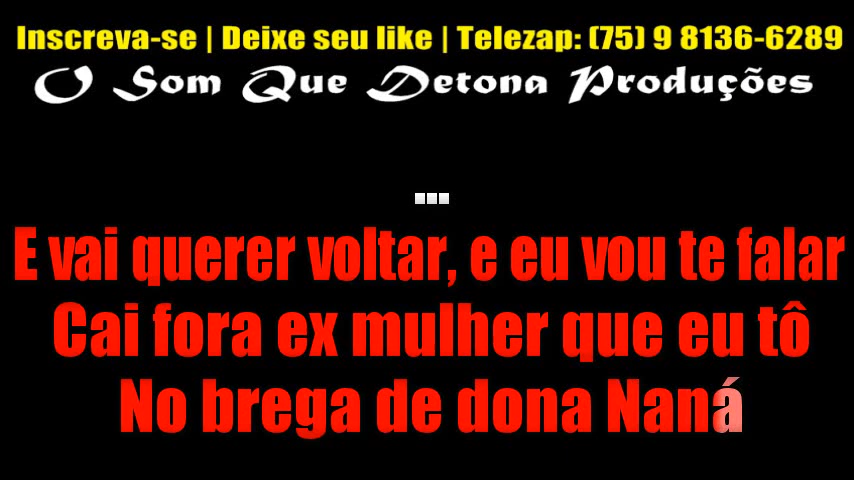 Inscreva-se | Deixe seu like | Telezap: (75) 9 8136-6289
O Som Que Detona Produções
...
E vai querer voltar, e eu vou te falar
Cai fora ex mulher que eu tô
No brega de dona Naná